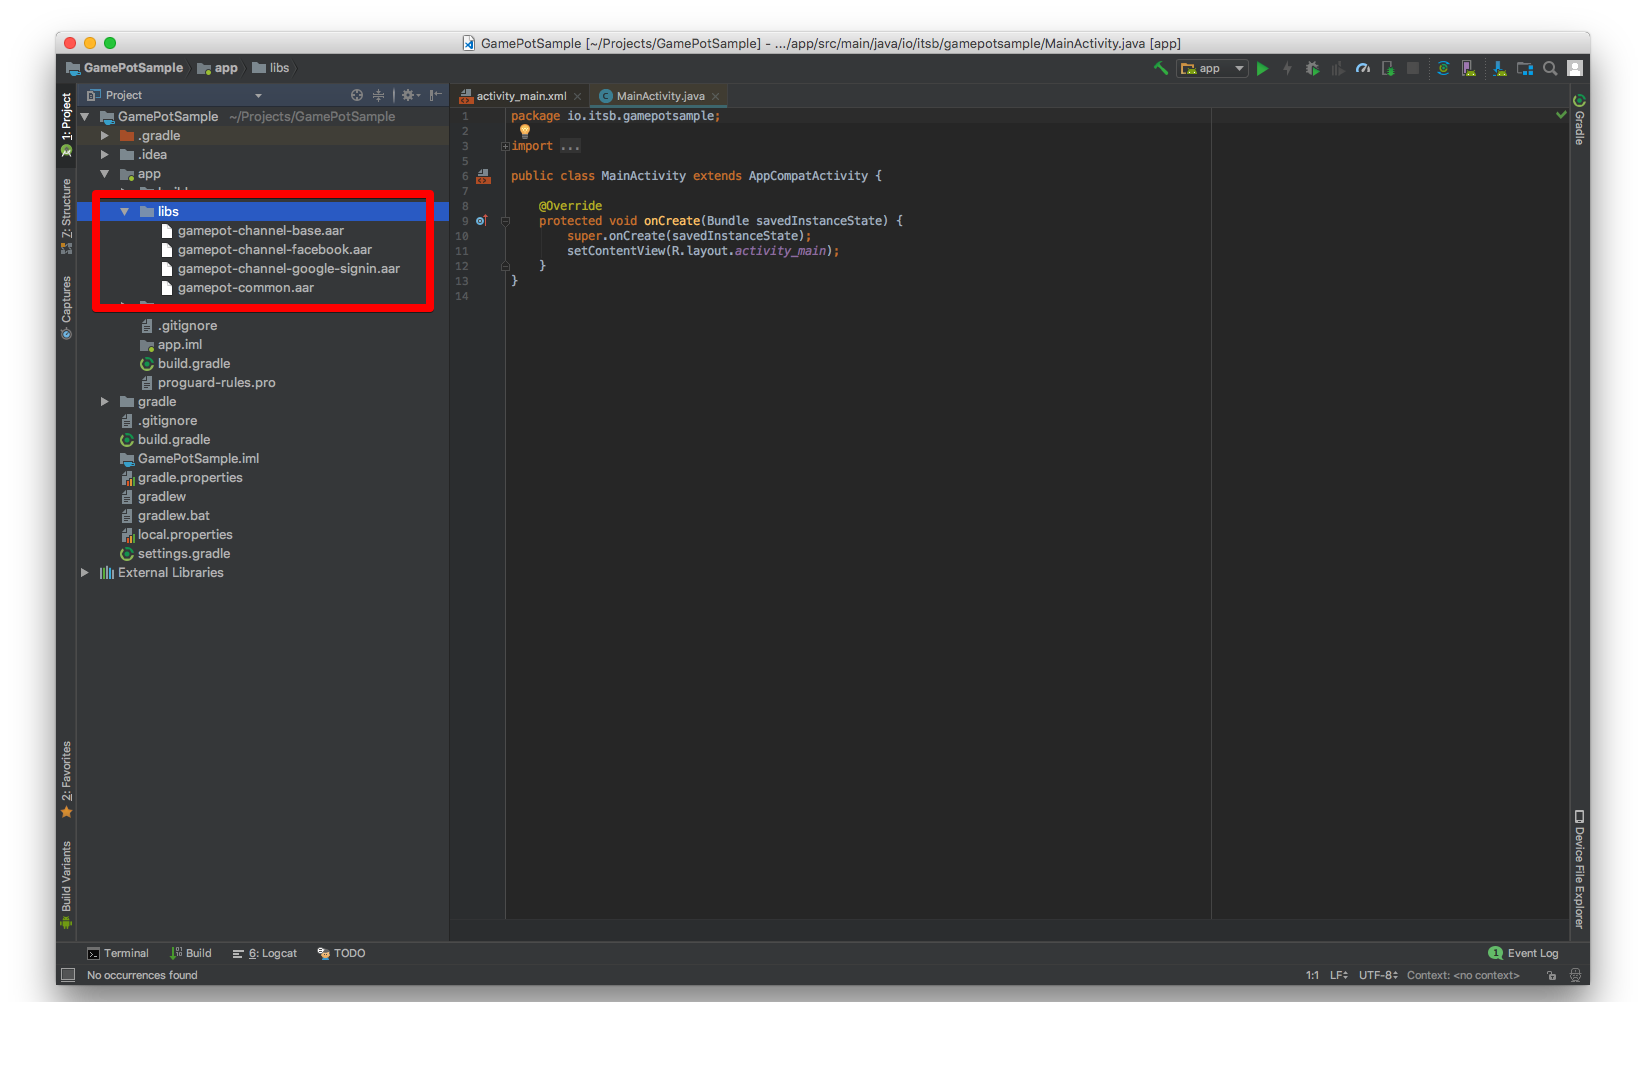 GamePotSample [~/Projects/GamePotSample] - .../app/src/main/java/io/itsb/gamepotsample/MainActivity.java [app]
GamePotSample app libs
app
Project
activity_main.xml
MainActivity.java
1: Project
7: Structure
Captures
2: Favorites
Build Variants
GamePotSample ~/Projects/GamePotSample
.gradle
.idea
app
libs
gamepot-channel-base.aar
gamepot-channel-facebook.aar
gamepot-channel-google-signin.aar
gamepot-common.aar
.gitignore
app.iml
build.gradle
proguard-rules.pro
gradle
.gitignore
build.gradle
GamePotSample.iml
gradle.properties
gradlew
gradlew.bat
local.properties
settings.gradle
External Libraries
1 package io.itsb.gamepotsample;
2
3 import ...
5
6 public class MainActivity extends AppCompatActivity {
7
8 @Override
9 protected void onCreate(Bundle savedInstanceState) {
10 super.onCreate(savedInstanceState);
11 setContentView(R.layout.activity_main);
12 }
13 }
14
Gradle
Device File Explorer
Terminal
Build
6: Logcat
TODO
1 Event Log
No occurrences found
1:1 LF UTF-8 Context: <no context>